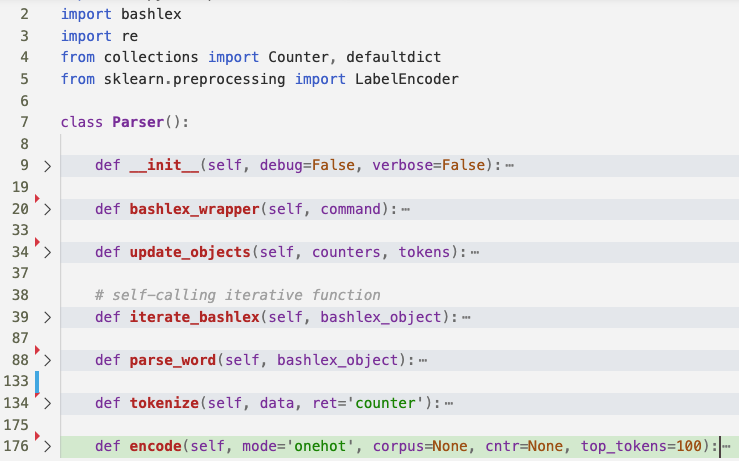 2 import bashlex
3 import re
4 from collections import Counter, defaultdict
5 from sklearn.preprocessing import LabelEncoder
6
7 class Parser():
8
9 def __init__(self, debug=False, verbose=False):⋯
19
20 def bashlex_wrapper(self, command):⋯
33
34 def update_objects(self, counters, tokens):⋯
37
38 # self-calling iterative function
39 def iterate_bashlex(self, bashlex_object):⋯
87
88 def parse_word(self, bashlex_object):⋯
133
134 def tokenize(self, data, ret='counter'):⋯
175
176 def encode(self, mode='onehot', corpus=None, cntr=None, top_tokens=100):⋯